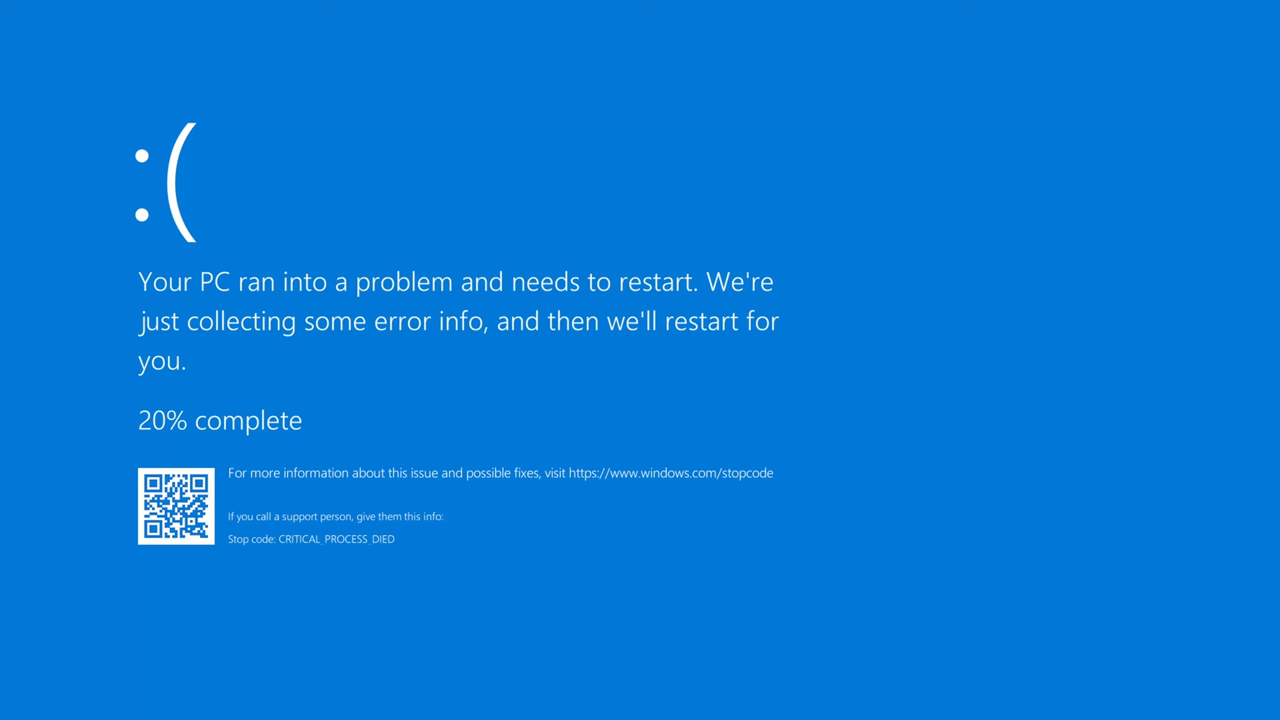 :(
Your PC ran into a problem and needs to restart. We're
just collecting some error info, and then we'll restart for
you.
20% complete
For more information about this issue and possible fixes, visit https://www.windows.com/stopcode
If you call a support person, give them this info:
Stop code: CRITICAL_PROCESS_DIED